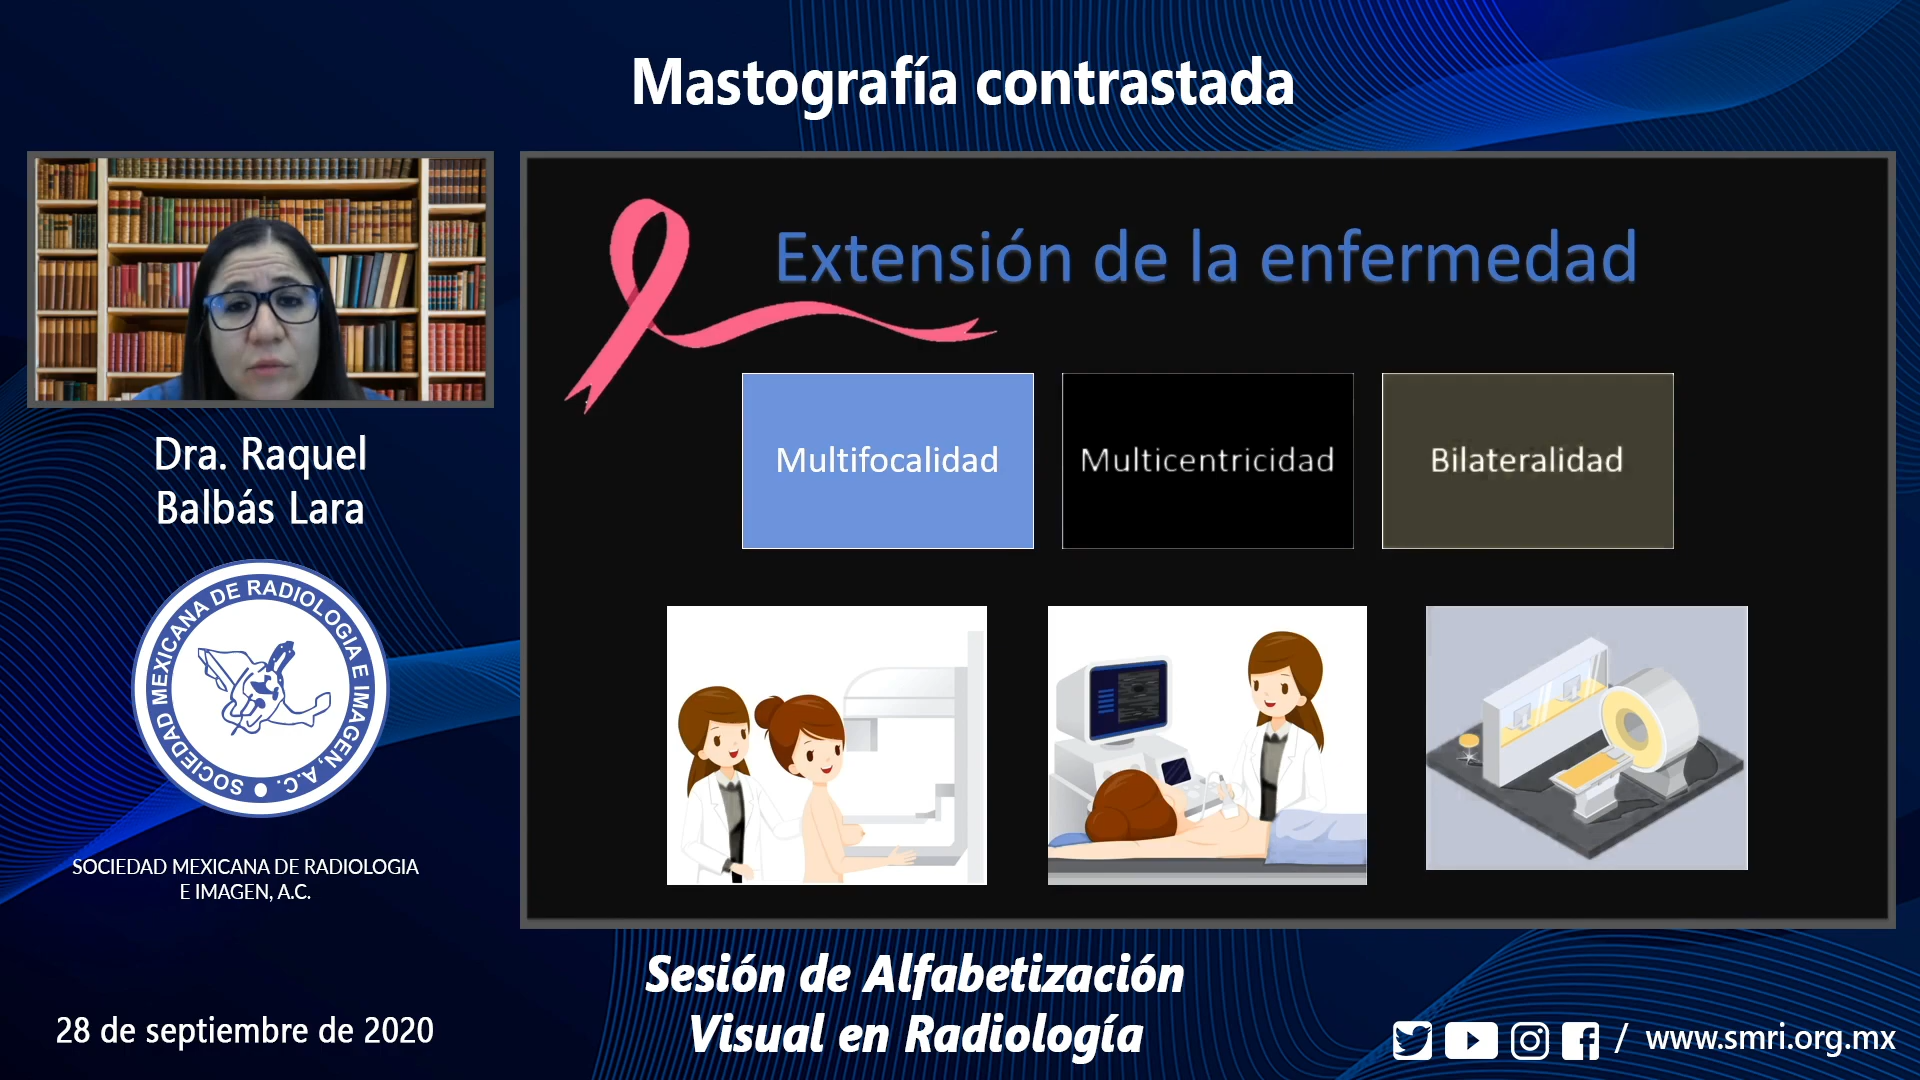 Mastografía contrastada
Dra. Raquel
Balbás Lara
SOCIEDAD MEXICANA DE RADIOLOGIA E IMAGEN, A.C.
SOCIEDAD MEXICANA DE RADIOLOGIA
E IMAGEN, A.C.
28 de septiembre de 2020
Extensión de la enfermedad
Multifocalidad
Multicentricidad
Bilateralidad
Sesión de Alfabetización
Visual en Radiología
/ www.smri.org.mx